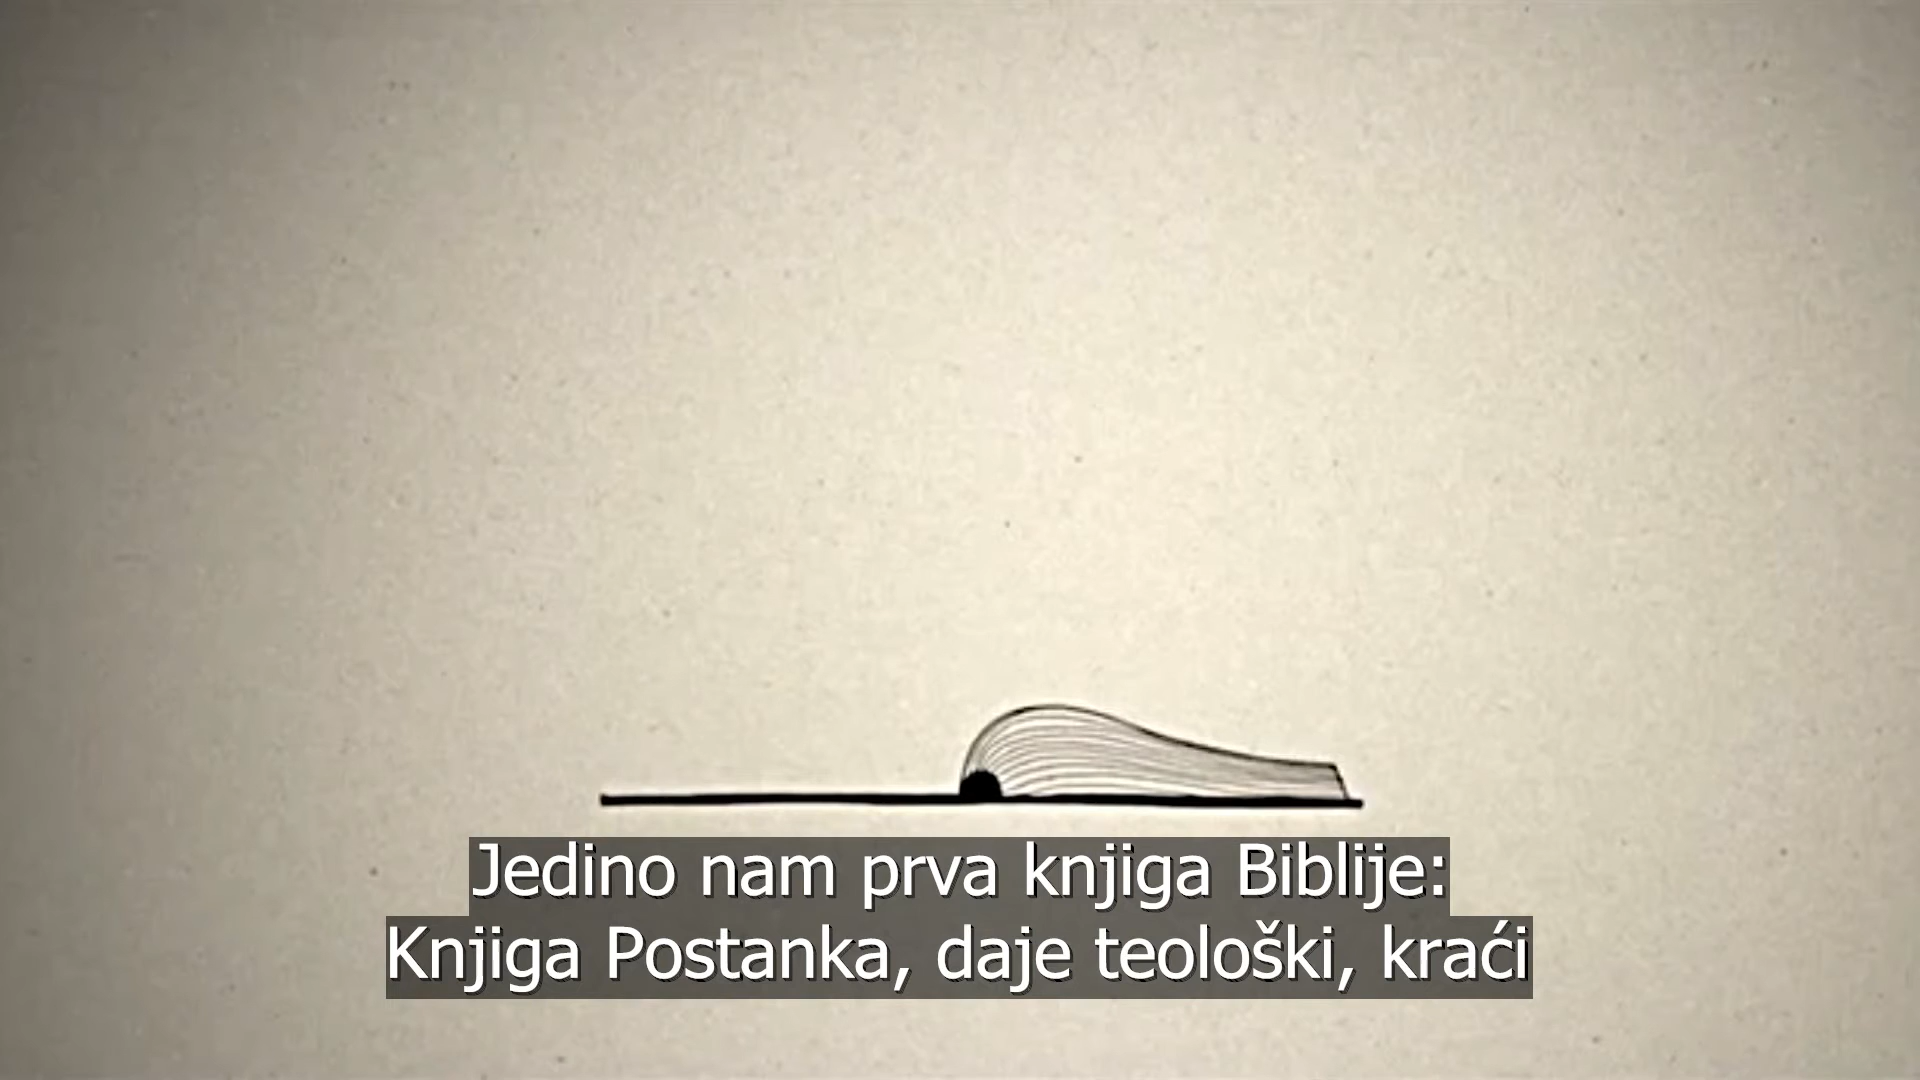 Jedino nam prva knjiga Biblije:
Knjiga Postanka, daje teološki, kraći